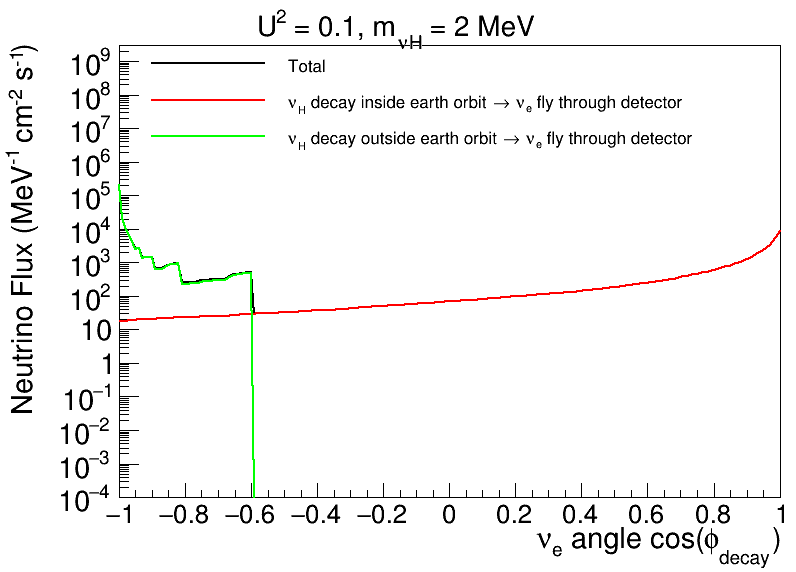 U² = 0.1, m_νH = 2 MeV
Total
ν_H decay inside earth orbit → ν_e fly through detector
ν_H decay outside earth orbit → ν_e fly through detector
Neutrino Flux (MeV⁻¹ cm⁻² s⁻¹)
10⁹
10⁸
10⁷
10⁶
10⁵
10⁴
10³
10²
10
1
10⁻¹
10⁻²
10⁻³
10⁻⁴
−1 −0.8 −0.6 −0.4 −0.2 0 0.2 0.4 0.6 0.8 1
ν_e angle cos(ϕ_decay)